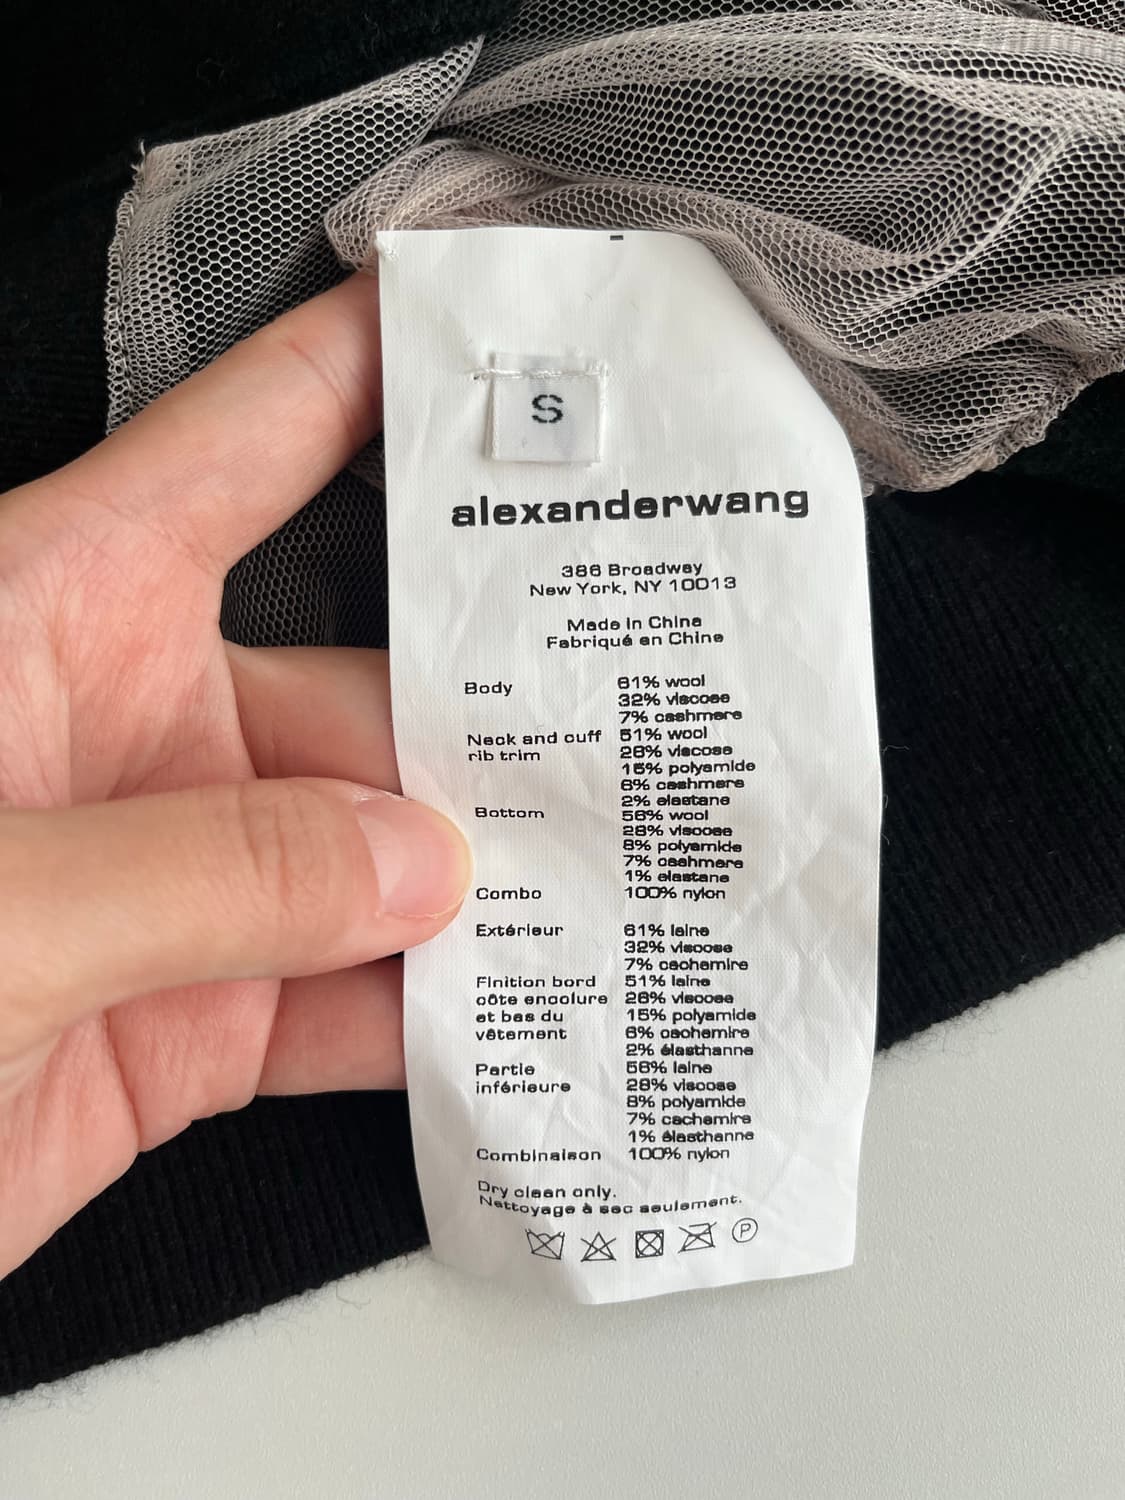 S
alexanderwang
386 Broadway
New York, NY 10013
Made in China
Fabriqué en Chine
Body 61% wool
32% viscose
7% cashmere
Neck and cuff 51% wool
rib trim 26% viscose
15% polyamide
6% cashmere
2% elastane
Bottom 56% wool
28% viscose
8% polyamide
7% cashmere
1% elastane
Combo 100% nylon
Extérieur 61% laine
32% viscose
7% cachemire
Finition bord 51% laine
côte encolure 26% viscose
et bas du 15% polyamide
vêtement 6% cachemire
2% élasthanne
Partie 56% laine
inférieure 28% viscose
8% polyamide
7% cachemire
1% élasthanne
Combinaison 100% nylon
Dry clean only.
Nettoyage à sec seulement.
P